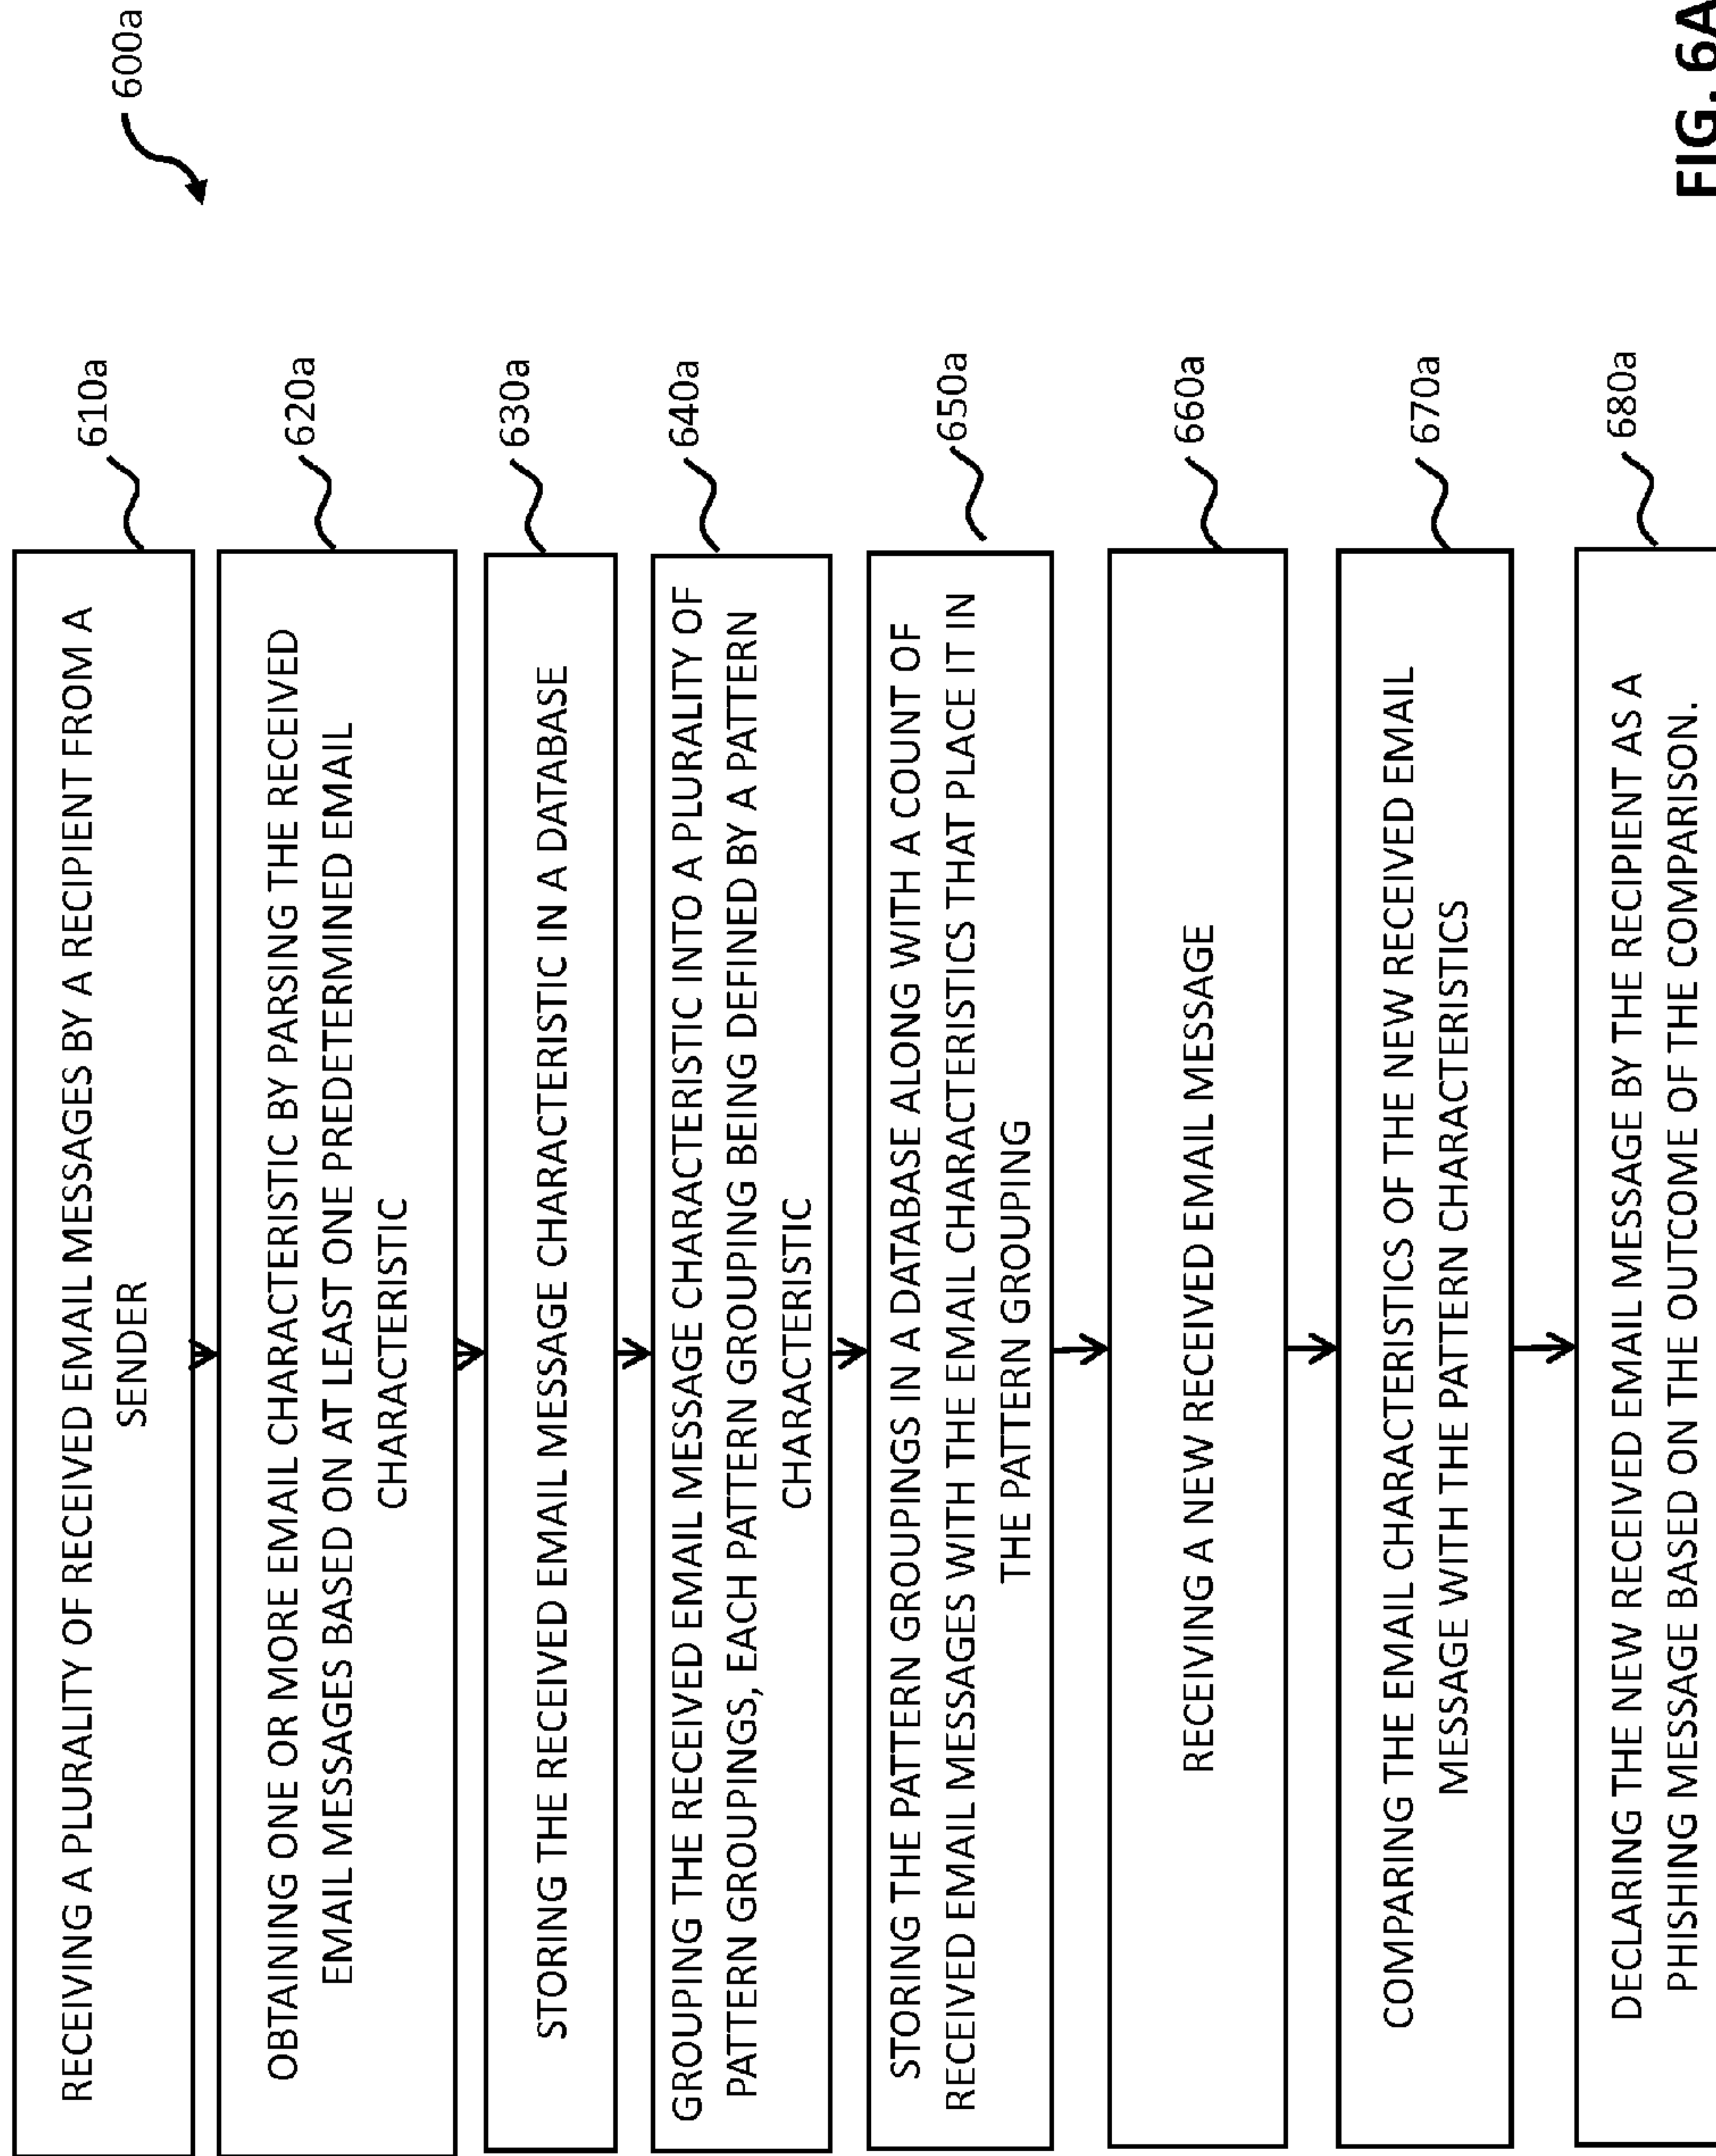 600a
610a
RECEIVING A PLURALITY OF RECEIVED EMAIL MESSAGES BY A RECIPIENT FROM A
SENDER
620a
OBTAINING ONE OR MORE EMAIL CHARACTERISTIC BY PARSING THE RECEIVED
EMAIL MESSAGES BASED ON AT LEAST ONE PREDETERMINED EMAIL
CHARACTERISTIC
630a
STORING THE RECEIVED EMAIL MESSAGE CHARACTERISTIC IN A DATABASE
640a
GROUPING THE RECEIVED EMAIL MESSAGE CHARACTERISTIC INTO A PLURALITY OF
PATTERN GROUPINGS, EACH PATTERN GROUPING BEING DEFINED BY A PATTERN
CHARACTERISTIC
650a
STORING THE PATTERN GROUPINGS IN A DATABASE ALONG WITH A COUNT OF
RECEIVED EMAIL MESSAGES WITH THE EMAIL CHARACTERISTICS THAT PLACE IT IN
THE PATTERN GROUPING
660a
RECEIVING A NEW RECEIVED EMAIL MESSAGE
670a
COMPARING THE EMAIL CHARACTERISTICS OF THE NEW RECEIVED EMAIL
MESSAGE WITH THE PATTERN CHARACTERISTICS
680a
DECLARING THE NEW RECEIVED EMAIL MESSAGE BY THE RECIPIENT AS A
PHISHING MESSAGE BASED ON THE OUTCOME OF THE COMPARISON.
FIG. 6A